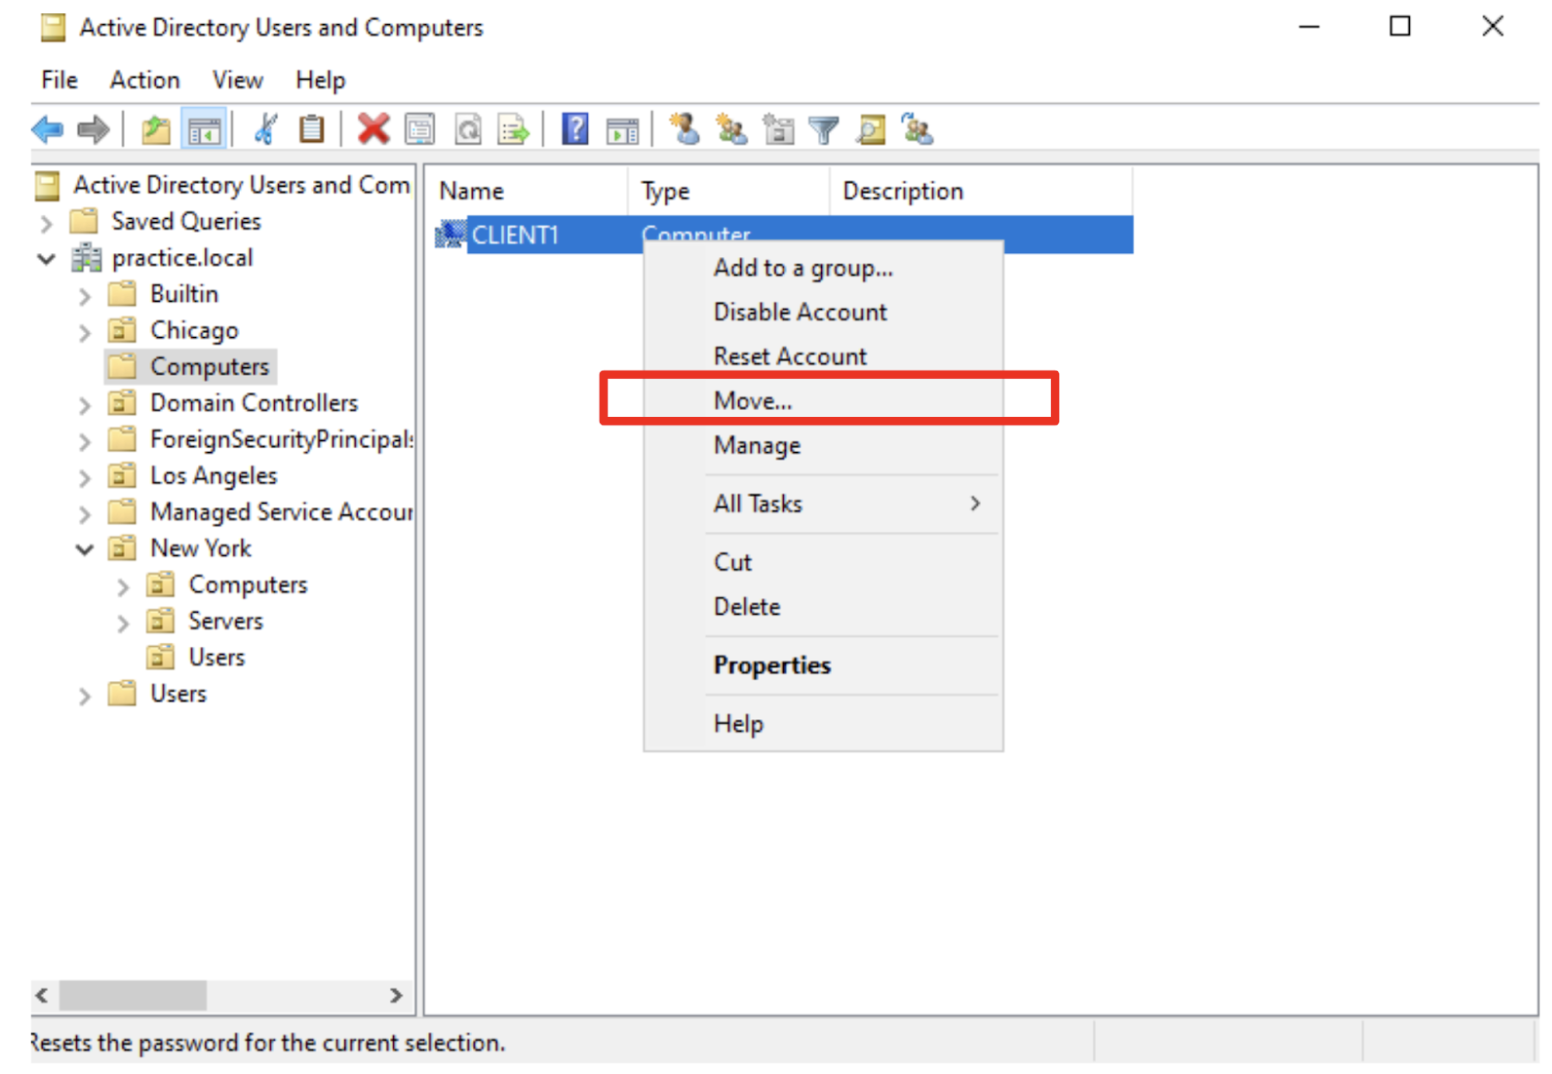 Active Directory Users and Computers
File Action View Help
Active Directory Users and Com
Saved Queries
practice.local
Builtin
Chicago
Computers
Domain Controllers
ForeignSecurityPrincipal
Los Angeles
Managed Service Accour
New York
Computers
Servers
Users
Users
Name Type Description
CLIENT1 Computer
Add to a group...
Disable Account
Reset Account
Move...
Manage
All Tasks
Cut
Delete
Properties
Help
Resets the password for the current selection.